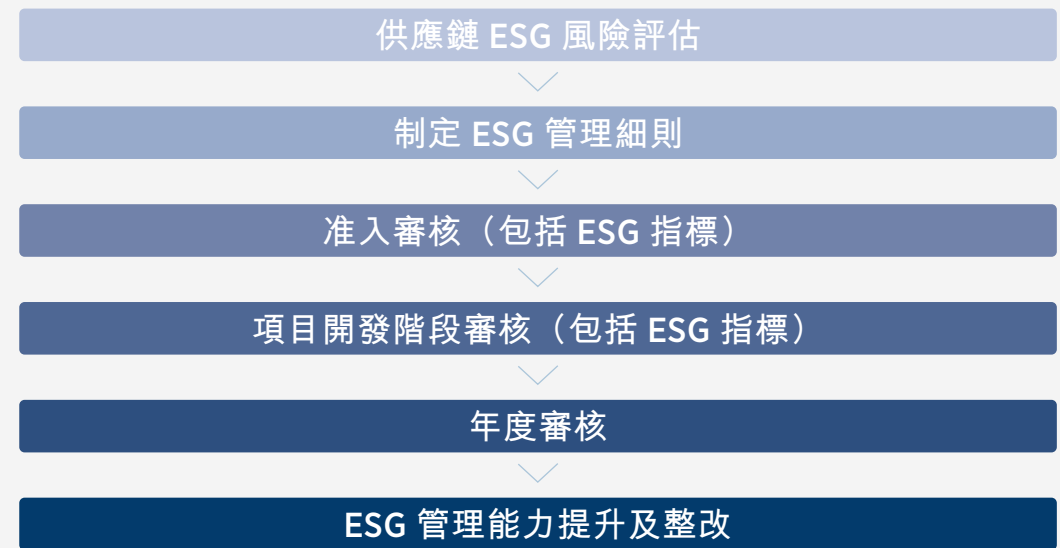 供應鏈 ESG 風險評估
制定 ESG 管理細則
准入審核（包括 ESG 指標）
項目開發階段審核（包括 ESG 指標）
年度審核
ESG 管理能力提升及整改